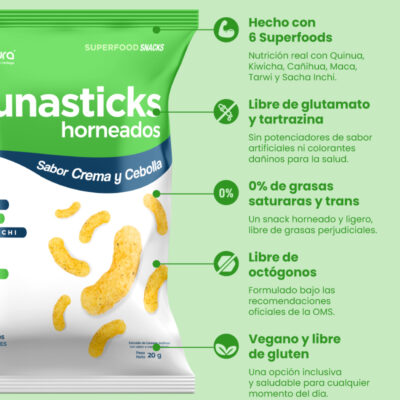 SUPERFOOD SNACKS
unasticks
horneados
Sabor Crema y Cebolla
Peso
20 g
Hecho con
6 Superfoods
Nutrición real con Quinua,
Kiwicha, Cañihua, Maca,
Tarwi y Sacha Inchi.
Libre de glutamato
y tartrazina
Sin potenciadores de sabor
artificiales ni colorantes
dañinos para la salud.
0%
0% de grasas
saturaras y trans
Un snack horneado y ligero,
libre de grasas perjudiciales.
Libre de
octógonos
Formulado bajo las
recomendaciones
oficiales de la OMS.
Vegano y libre
de gluten
Una opción inclusiva
y saludable para cualquier
momento del día.